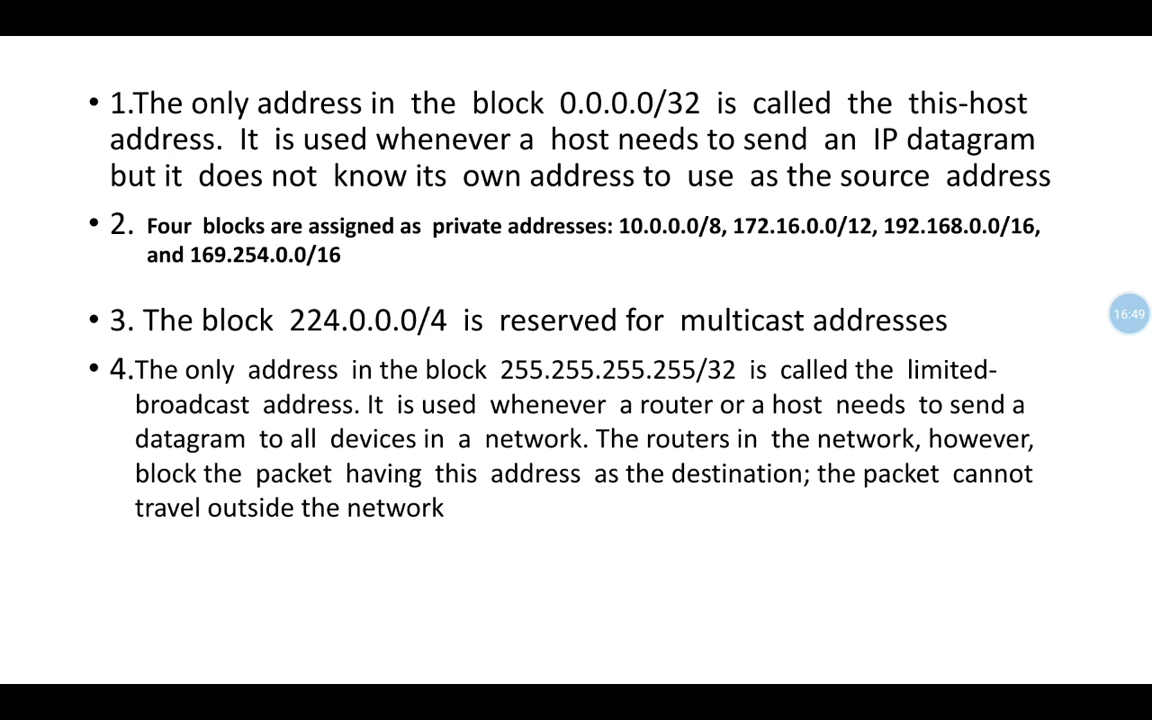 • 1.The only address in the block 0.0.0.0/32 is called the this-host
address. It is used whenever a host needs to send an IP datagram
but it does not know its own address to use as the source address
• 2. Four blocks are assigned as private addresses: 10.0.0.0/8, 172.16.0.0/12, 192.168.0.0/16,
and 169.254.0.0/16
• 3. The block 224.0.0.0/4 is reserved for multicast addresses
16:49
• 4.The only address in the block 255.255.255.255/32 is called the limited-
broadcast address. It is used whenever a router or a host needs to send a
datagram to all devices in a network. The routers in the network, however,
block the packet having this address as the destination; the packet cannot
travel outside the network